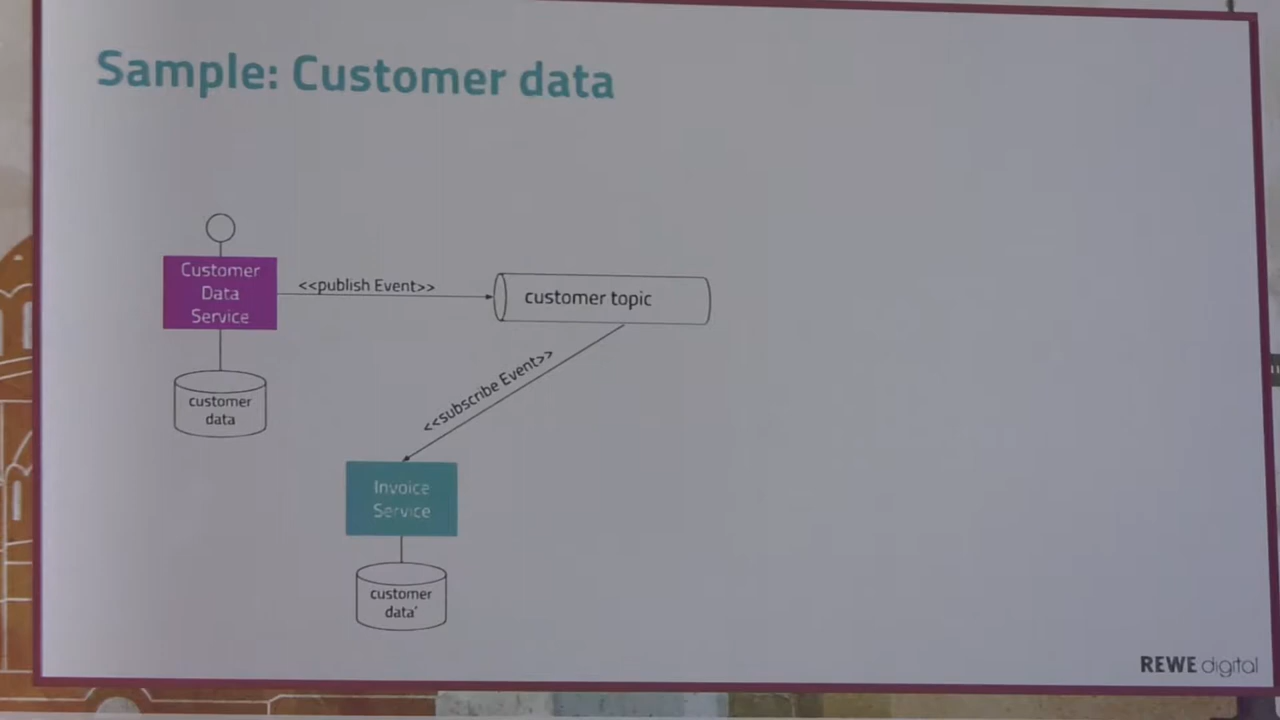 Sample: Customer data
Customer
Data
Service
<<publish Event>>
customer topic
customer
data
<<subscribe Event>>
Invoice
Service
customer
data'
REWE digital